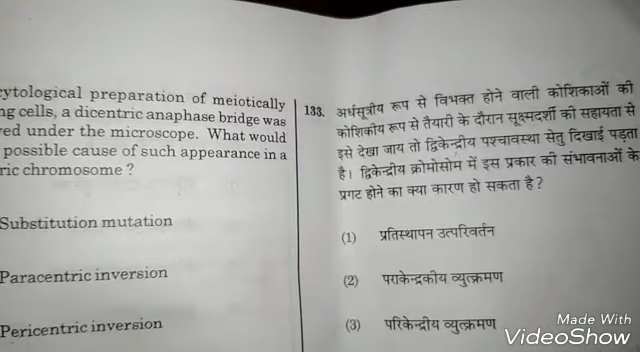 cytological preparation of meiotically
ng cells, a dicentric anaphase bridge was
ved under the microscope. What would
possible cause of such appearance in a
ric chromosome ?
Substitution mutation
Paracentric inversion
Pericentric inversion
133. अर्धसूत्रीय रूप से विभक्त होने वाली कोशिकाओं की
कोशिकीय रूप से तैयारी के दौरान सूक्ष्मदर्शी की सहायता से
इसे देखा जाय तो द्विकेन्द्रीय पश्चावस्था सेतु दिखाई पड़ता
है। द्विकेन्द्रीय क्रोमोसोम में इस प्रकार की संभावनाओं के
प्रगट होने का क्या कारण हो सकता है ?
(1) प्रतिस्थापन उत्परिवर्तन
(2) पराकेन्द्रकीय व्युत्क्रमण
(3) परिकेन्द्रीय व्युत्क्रमण
Made With
VideoShow